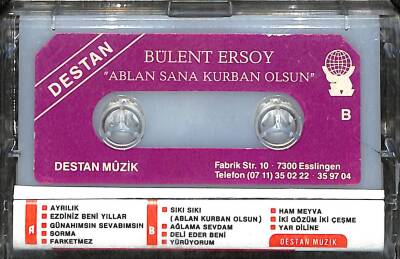 DESTAN
BÜLENT ERSOY
"ABLAN SANA KURBAN OLSUN"
B
DESTAN MÜZİK
Fabrik Str. 10 · 7300 Esslingen
Telefon (07 11) 35 02 22 · 35 97 04
A
AYRILIK
EZDİNİZ BENİ YILLAR
GÜNAHIMSIN SEVABIMSIN
SORMA
FARKETMEZ
B
SIKI SIKI
(ABLAN KURBAN OLSUN)
AĞLAMA SEVDAM
DELİ EDER BENİ
YÜRÜYORUM
HAM MEYVA
İKİ GÖZÜM İKİ ÇEŞME
YAR DİLİNE
DESTAN MUZIK